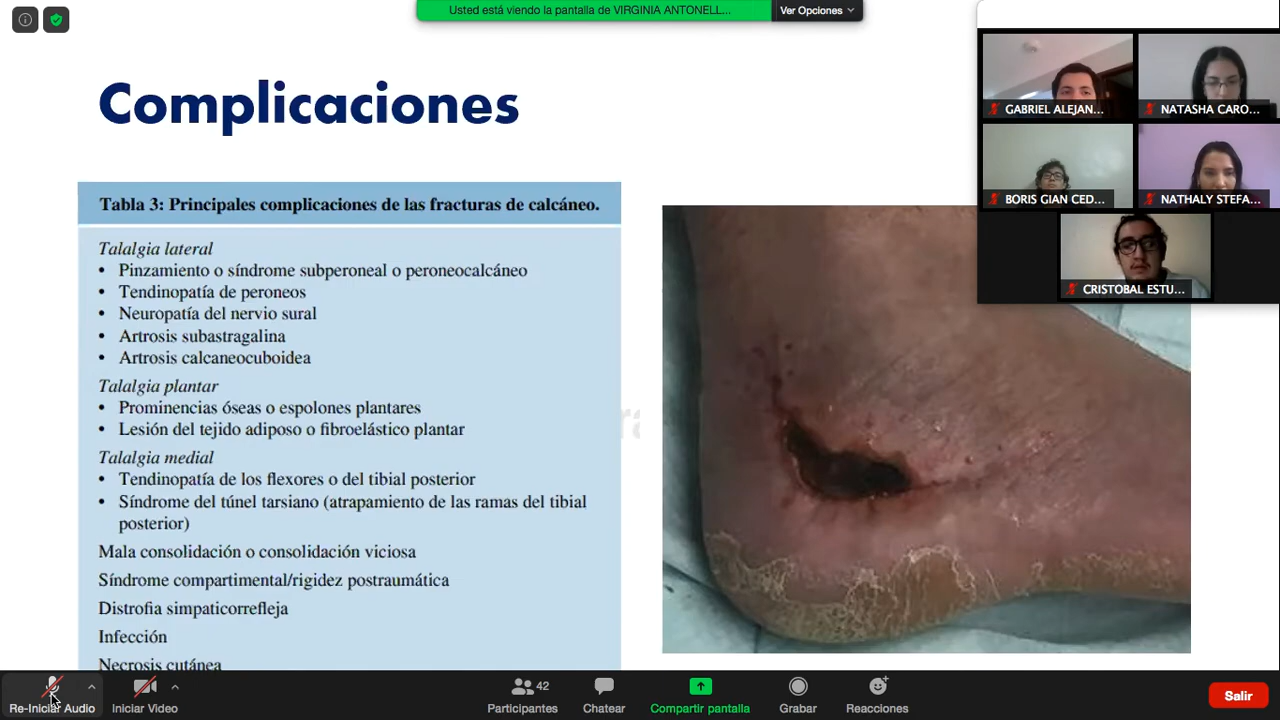 Usted está viendo la pantalla de VIRGINIA ANTONELL...
Ver Opciones
Complicaciones
GABRIEL ALEJAN...
NATASHA CARO...
BORIS GIAN CED...
NATHALY STEFA...
CRISTOBAL ESTU...
Tabla 3: Principales complicaciones de las fracturas de calcáneo.
Talalgia lateral
• Pinzamiento o síndrome subperoneal o peroneocalcáneo
• Tendinopatía de peroneos
• Neuropatía del nervio sural
• Artrosis subastragalina
• Artrosis calcaneocuboidea
Talalgia plantar
• Prominencias óseas o espolones plantares
• Lesión del tejido adiposo o fibroelástico plantar
Talalgia medial
• Tendinopatía de los flexores o del tibial posterior
• Síndrome del túnel tarsiano (atrapamiento de las ramas del tibial
posterior)
Mala consolidación o consolidación viciosa
Síndrome compartimental/rigidez postraumática
Distrofia simpaticorrefleja
Infección
Necrosis cutánea
Re-Iniciar Audio
Iniciar Video
42
Participantes
Chatear
Compartir pantalla
Grabar
Reacciones
Salir